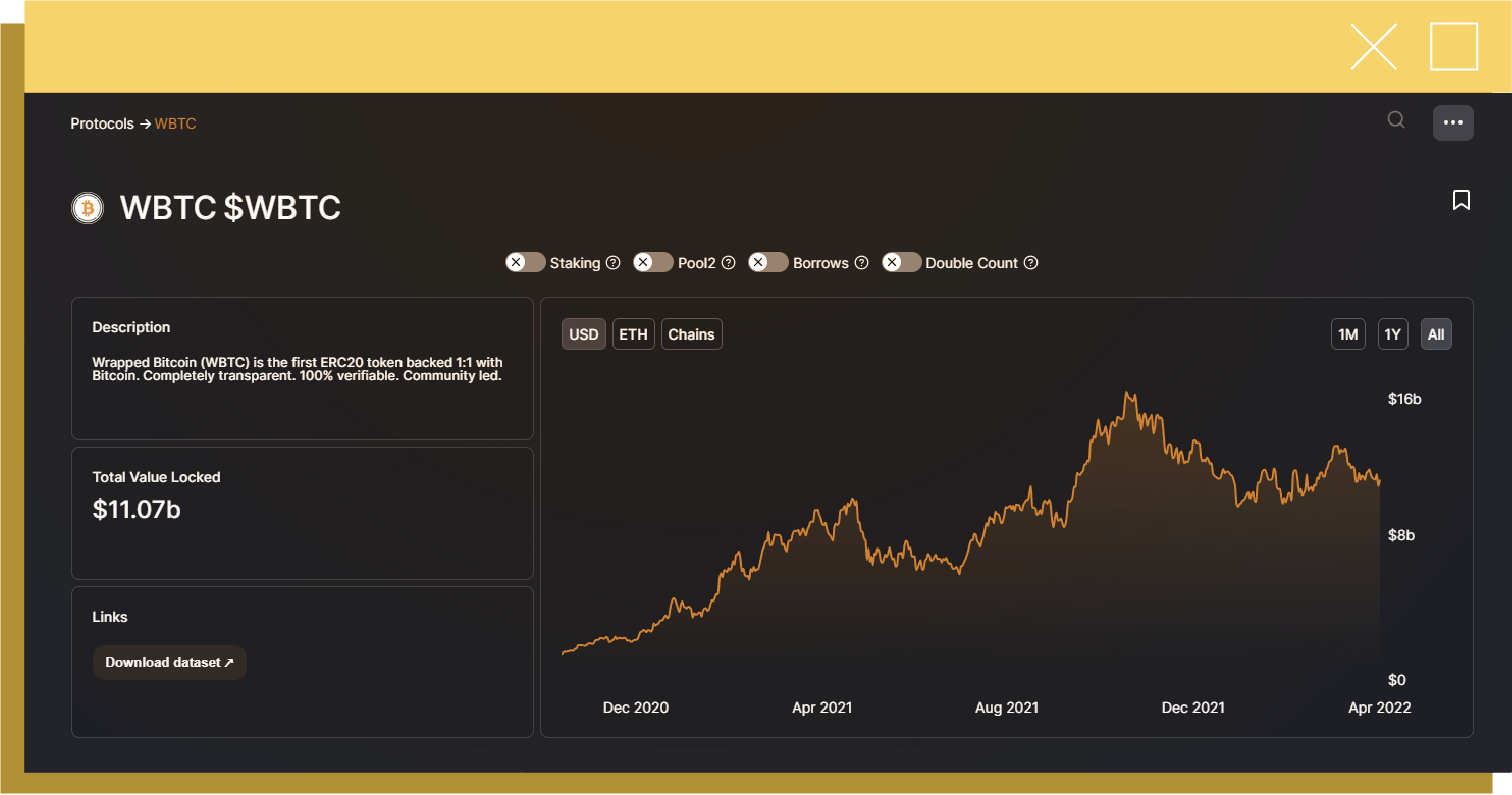 Protocols → WBTC
WBTC $WBTC
Staking
Pool2
Borrows
Double Count
Description
Wrapped Bitcoin (WBTC) is the first ERC20 token backed 1:1 with
Bitcoin. Completely transparent. 100% verifiable. Community led.
Total Value Locked
$11.07b
Links
Download dataset ↗
USD
ETH
Chains
1M
1Y
All
$16b
$8b
$0
Dec 2020
Apr 2021
Aug 2021
Dec 2021
Apr 2022